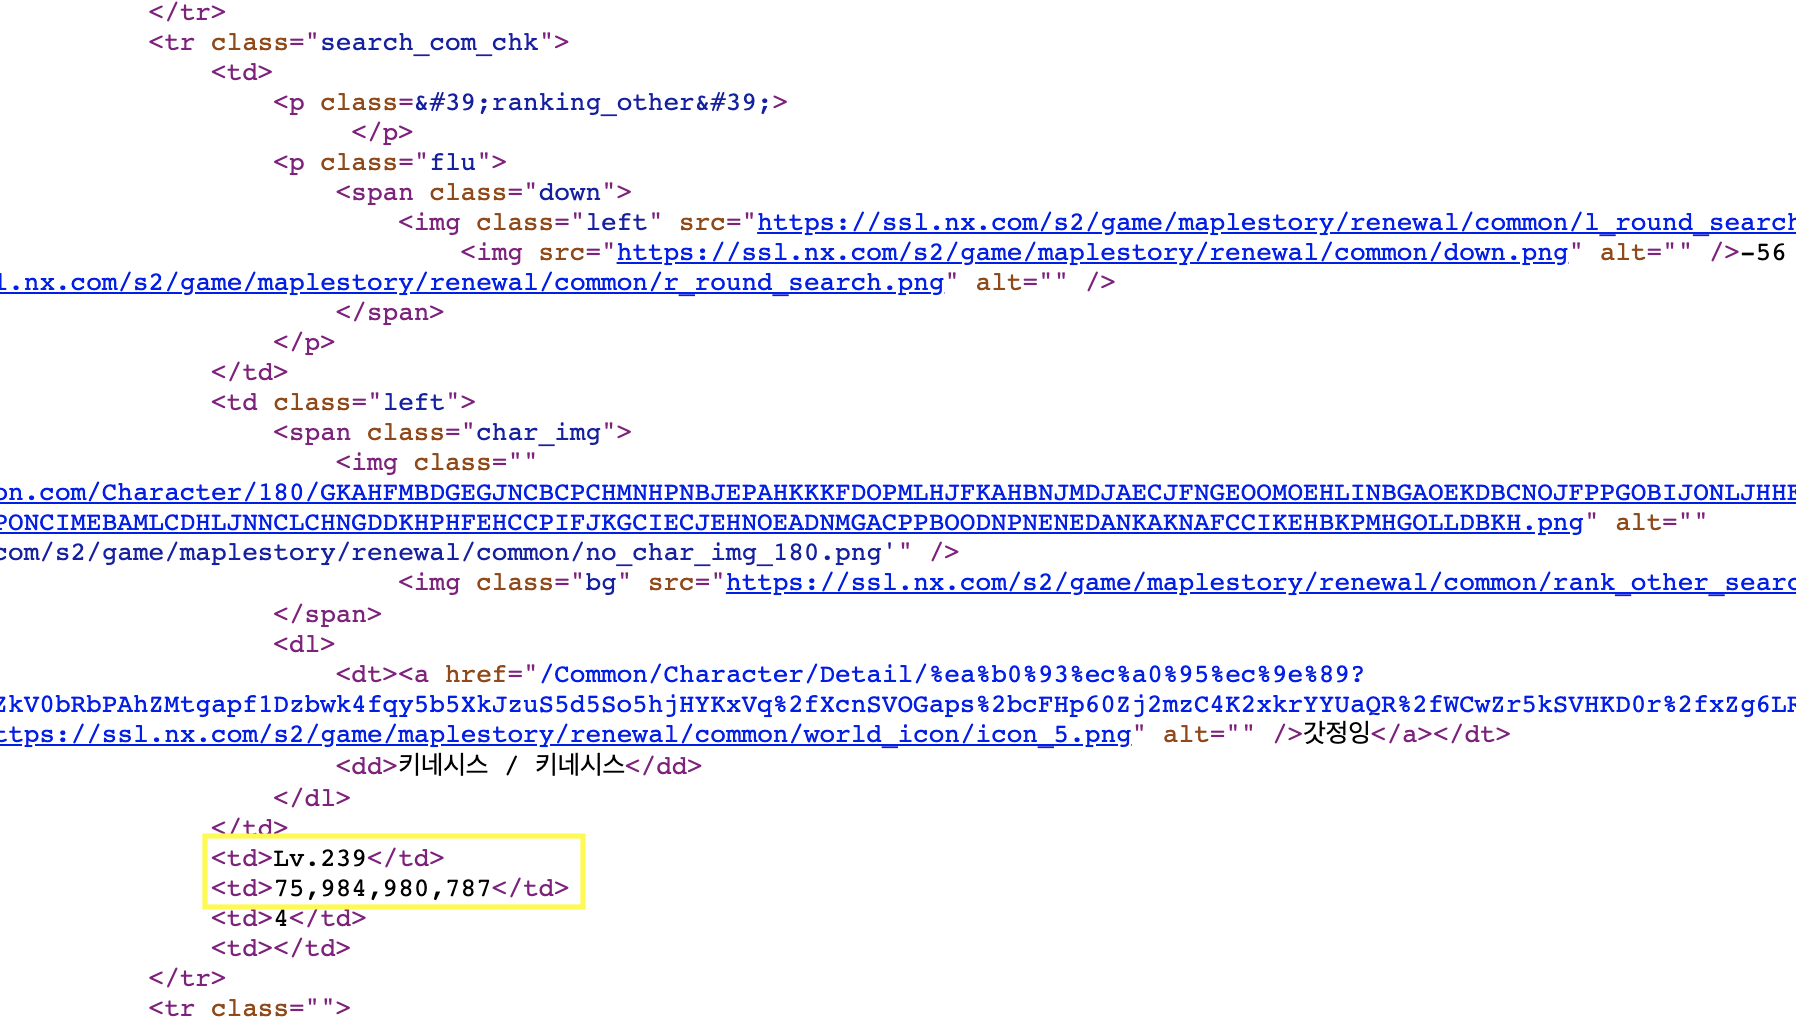 </tr>
<tr class="search_com_chk">
<td>
<p class=&#39;ranking_other&#39;>
</p>
<p class="flu">
<span class="down">
<img class="left" src="https://ssl.nx.com/s2/game/maplestory/renewal/common/l_round_search
<img src="https://ssl.nx.com/s2/game/maplestory/renewal/common/down.png" alt="" />-56
l.nx.com/s2/game/maplestory/renewal/common/r_round_search.png" alt="" />
</span>
</p>
</td>
<td class="left">
<span class="char_img">
<img class=""
on.com/Character/180/GKAHFMBDGEGJNCBCPCHMNHPNBJEPAHKKKFDOPMLHJFKAHBNJMDJAECJFNGEOOMOEHLINBGAOEKDBCNOJFPPGOBIJONLJHHE
PONCIMEBAMLCDHLJNNCLCHNGDDKHPHFEHCCPIFJKGCIECJEHNOEADNMGACPPBOODNPNENEDANKAKNAFCCIKEHBKPMHGOLLDBKH.png" alt=""
com/s2/game/maplestory/renewal/common/no_char_img_180.png'" />
<img class="bg" src="https://ssl.nx.com/s2/game/maplestory/renewal/common/rank_other_searc
</span>
<dl>
<dt><a href="/Common/Character/Detail/%ea%b0%93%ec%a0%95%ec%9e%89?
ZkV0bRbPAhZMtgapf1Dzbwk4fqy5b5XkJzuS5d5So5hjHYKxVq%2fXcnSVOGaps%2bcFHp60Zj2mzC4K2xkrYYUaQR%2fWCwZr5kSVHKD0r%2fxZg6LR
ttps://ssl.nx.com/s2/game/maplestory/renewal/common/world_icon/icon_5.png" alt="" />갓정잉</a></dt>
<dd>키네시스 / 키네시스</dd>
</dl>
</td>
<td>Lv.239</td>
<td>75,984,980,787</td>
<td>4</td>
<td></td>
</tr>
<tr class="">